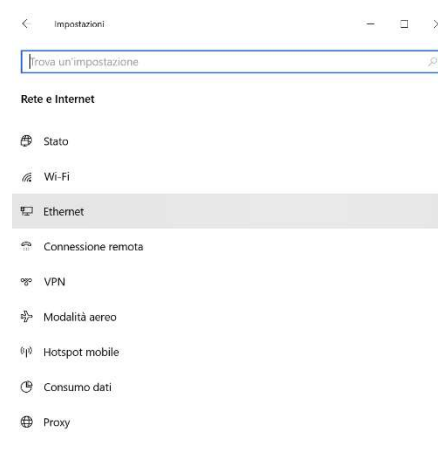 Impostazioni
Trova un'impostazione
Rete e Internet
Stato
Wi-Fi
Ethernet
Connessione remota
VPN
Modalità aereo
Hotspot mobile
Consumo dati
Proxy